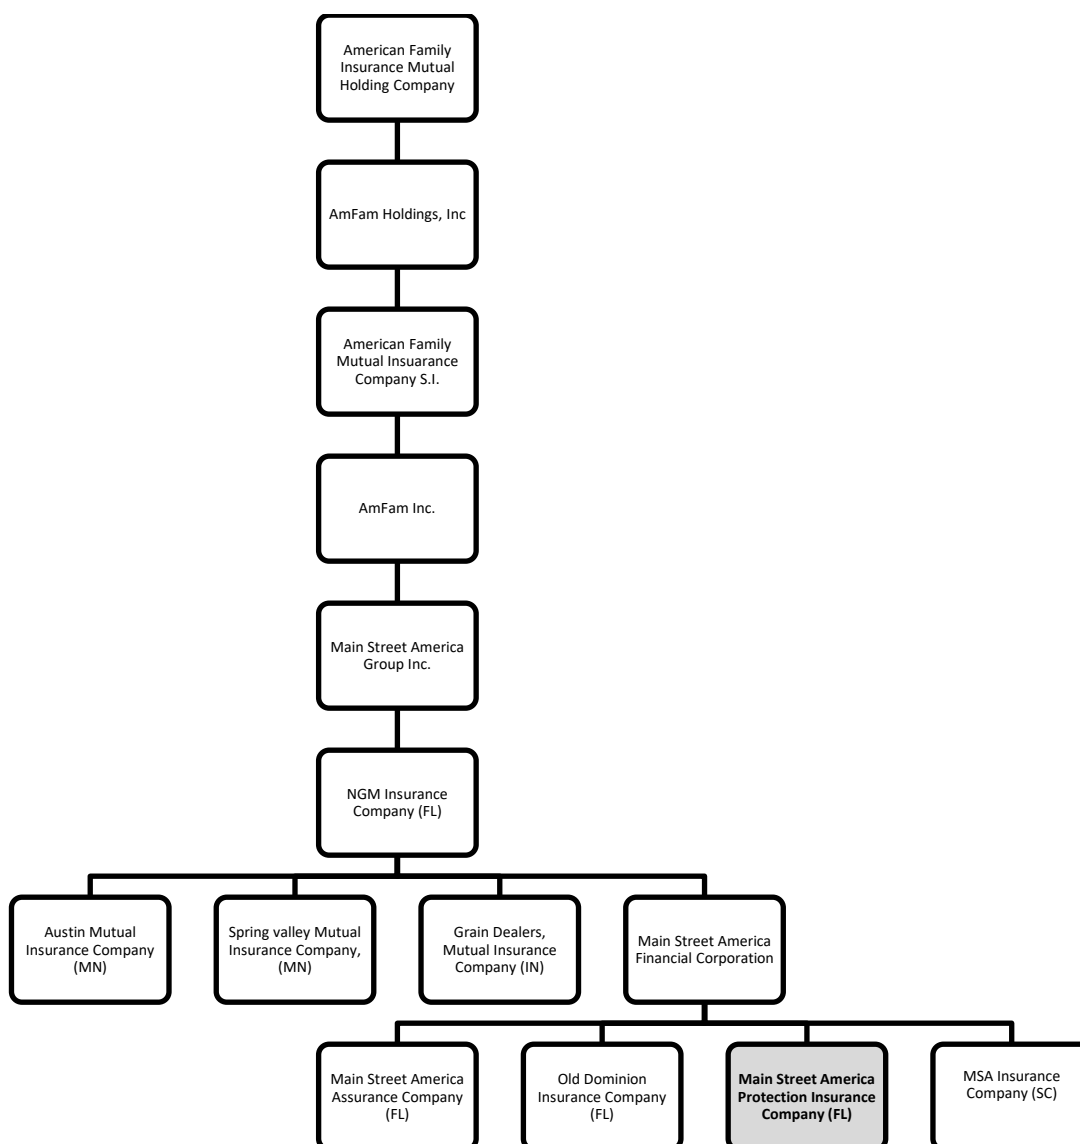 American Family
Insurance Mutual
Holding Company
AmFam Holdings, Inc
American Family
Mutual Insuarance
Company S.I.
AmFam Inc.
Main Street America
Group Inc.
NGM Insurance
Company (FL)
Austin Mutual
Insurance Company
(MN)
Spring valley Mutual
Insurance Company,
(MN)
Grain Dealers,
Mutual Insurance
Company (IN)
Main Street America
Financial Corporation
Main Street America
Assurance Company
(FL)
Old Dominion
Insurance Company
(FL)
Main Street America
Protection Insurance
Company (FL)
MSA Insurance
Company (SC)